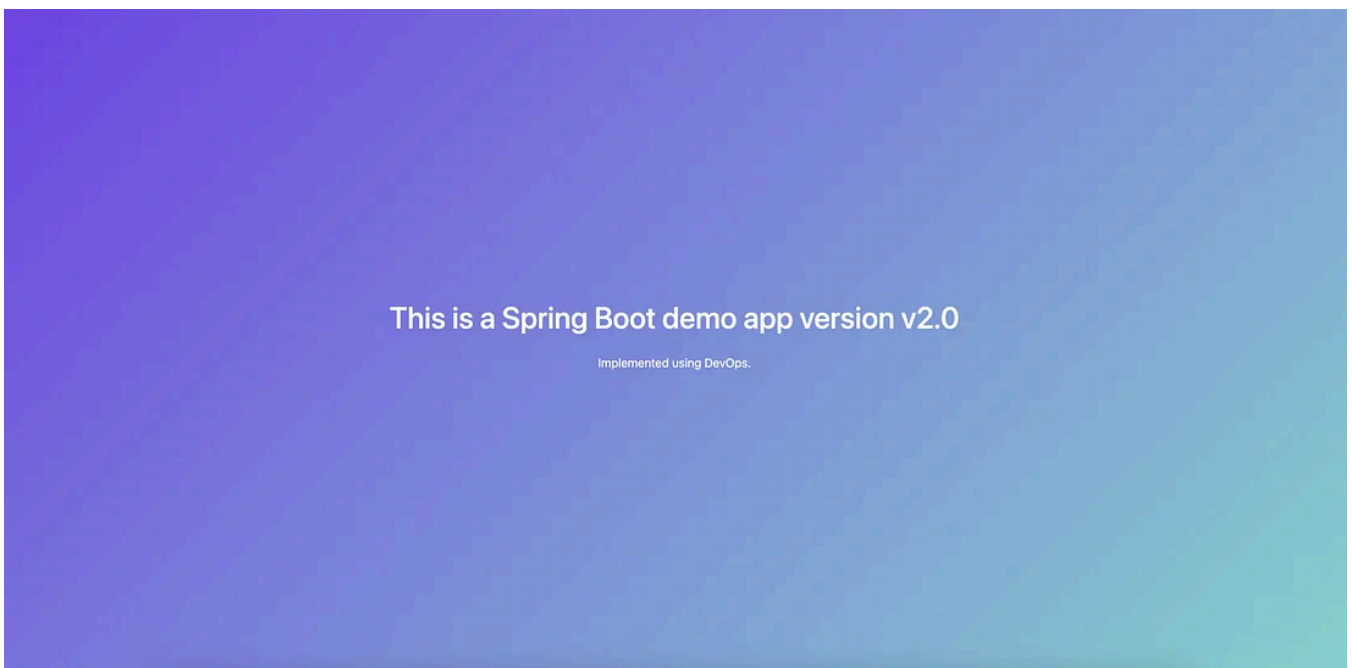 This is a Spring Boot demo app version v2.0
Implemented using DevOps.